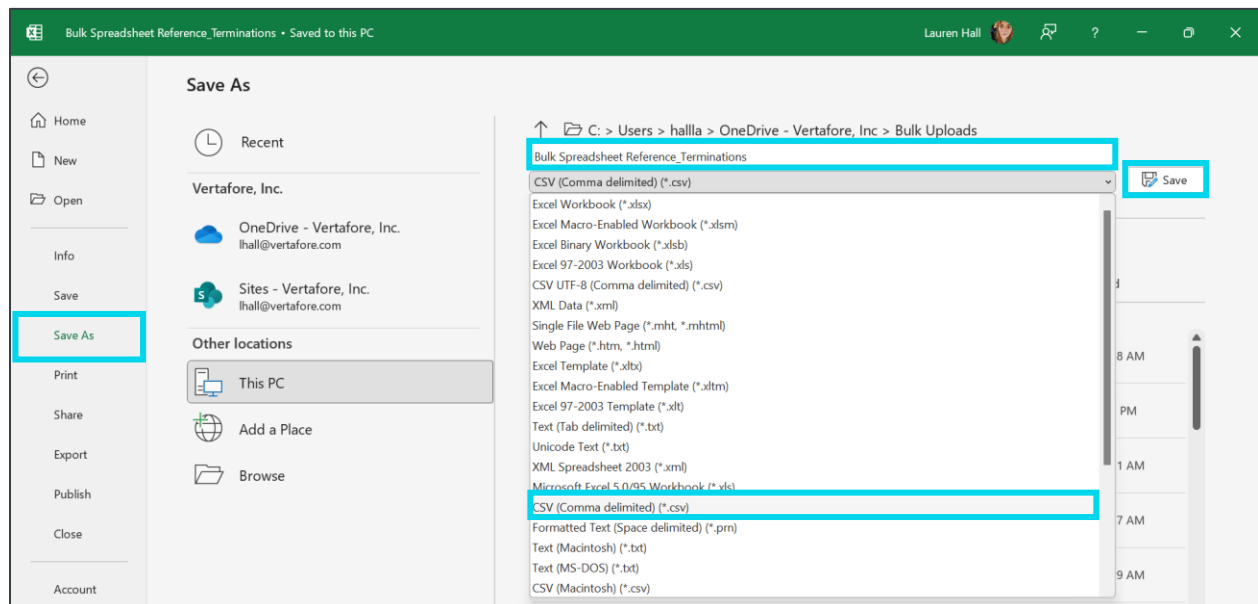 Bulk Spreadsheet Reference_Terminations • Saved to this PC
Lauren Hall
?
Save As
Home
New
Open
Info
Save
Save As
Print
Share
Export
Publish
Close
Account
Recent
Vertafore, Inc.
OneDrive - Vertafore, Inc.
lhall@vertafore.com
Sites - Vertafore, Inc.
lhall@vertafore.com
Other locations
This PC
Add a Place
Browse
C: > Users > hallla > OneDrive - Vertafore, Inc > Bulk Uploads
Bulk Spreadsheet Reference_Terminations
CSV (Comma delimited) (*.csv)
Save
Excel Workbook (*.xlsx)
Excel Macro-Enabled Workbook (*.xlsm)
Excel Binary Workbook (*.xlsb)
Excel 97-2003 Workbook (*.xls)
CSV UTF-8 (Comma delimited) (*.csv)
XML Data (*.xml)
Single File Web Page (*.mht, *.mhtml)
Web Page (*.htm, *.html)
Excel Template (*.xltx)
Excel Macro-Enabled Template (*.xltm)
Excel 97-2003 Template (*.xlt)
Text (Tab delimited) (*.txt)
Unicode Text (*.txt)
XML Spreadsheet 2003 (*.xml)
Microsoft Excel 5.0/95 Workbook (*.xls)
CSV (Comma delimited) (*.csv)
Formatted Text (Space delimited) (*.prn)
Text (Macintosh) (*.txt)
Text (MS-DOS) (*.txt)
CSV (Macintosh) (*.csv)
8 AM
PM
1 AM
7 AM
9 AM